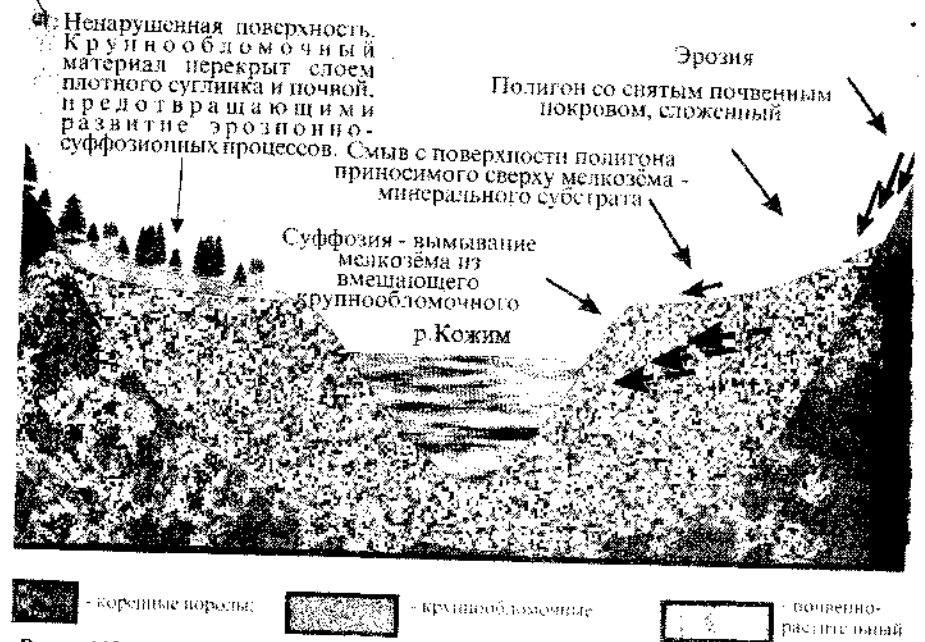 Ненарушенная поверхность.
Крупнообломочный
материал перекрыт слоем
плотного суглинка и почвой,
предотвращающими
развитие эрозионно-
суффозионных процессов.
Эрозия
Полигон со снятым почвенным
покровом, сложенный
Смыв с поверхности полигона
приносимого сверху мелкозёма -
минерального субстрата
Суффозия - вымывание
мелкозёма из
вмещающего
крупнообломочного
р.Кожим
- коренные породы;
- крупнообломочные
- почвенно-
растительный